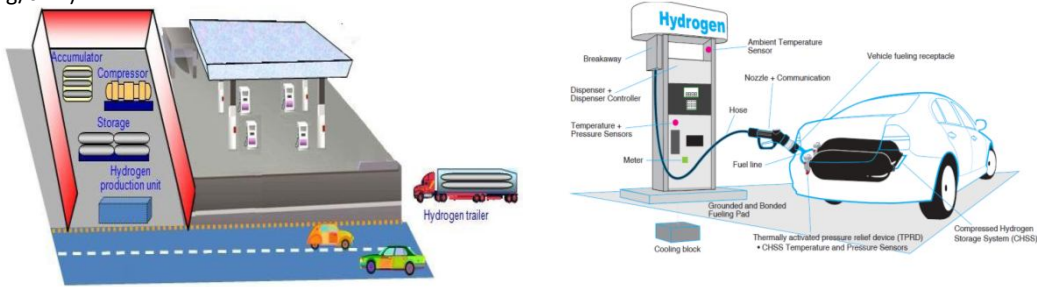 Accumulator
Compressor
Storage
Hydrogen
production unit
Hydrogen trailer
Hydrogen
Breakaway
Ambient Temperature
Sensor
Vehicle fueling receptacle
Nozzle + Communication
Dispenser +
Dispenser Controller
Hose
Temperature +
Pressure Sensors
Meter
Fuel line
Grounded and Bonded
Fueling Pad
Cooling block
Thermally activated pressure relief device (TPRD)
• CHSS Temperature and Pressure Sensors
Compressed Hydrogen
Storage System (CHSS)